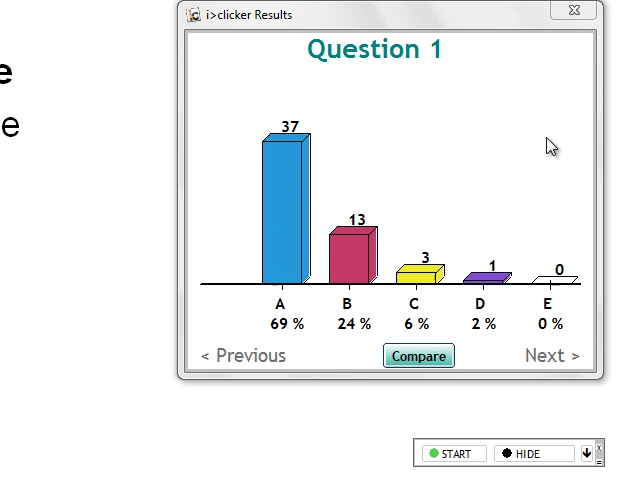 i>clicker Results
Question 1
e
e
37
13
3
1
0
A B C D E
69 % 24 % 6 % 2 % 0 %
< Previous Compare Next >
START HIDE